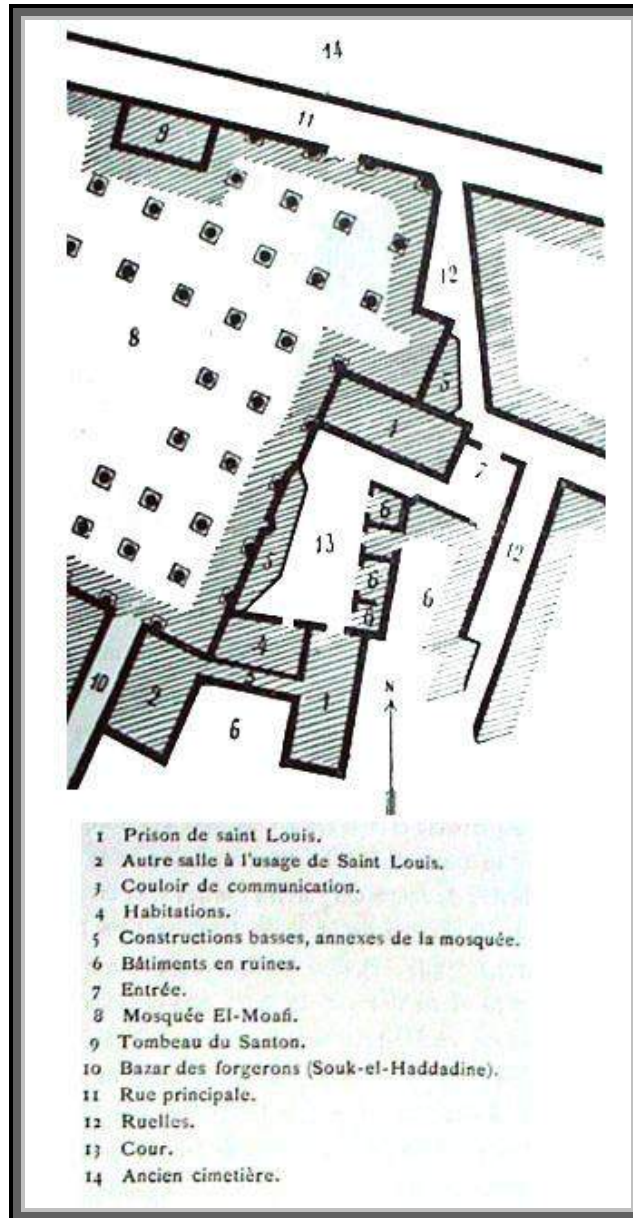 14
11
9
12
8
5
1
7
6
13
12
6
5
6
6
4
3
10
2
1
6
N
1 Prison de saint Louis.
2 Autre salle à l'usage de Saint Louis.
3 Couloir de communication.
4 Habitations.
5 Constructions basses, annexes de la mosquée.
6 Bâtiments en ruines.
7 Entrée.
8 Mosquée El-Moafi.
9 Tombeau du Santon.
10 Bazar des forgerons (Souk-el-Haddadine).
11 Rue principale.
12 Ruelles.
13 Cour.
14 Ancien cimetière.